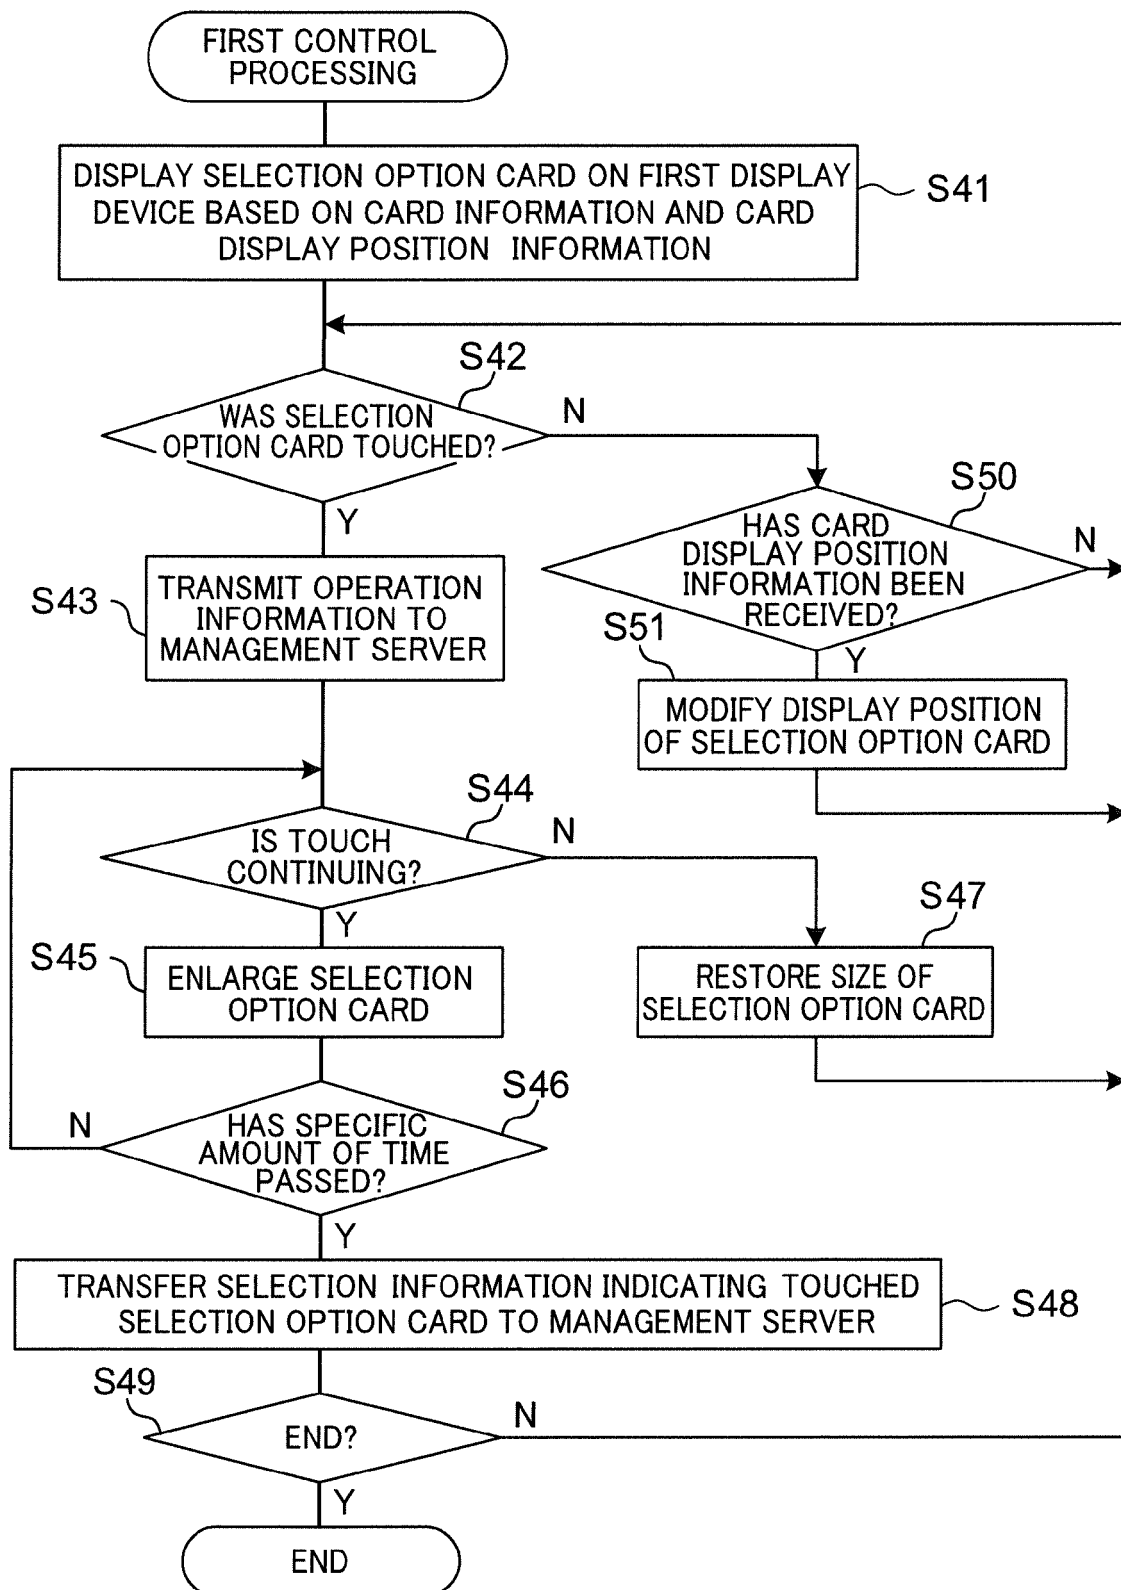 FIRST CONTROL
PROCESSING
DISPLAY SELECTION OPTION CARD ON FIRST DISPLAY
DEVICE BASED ON CARD INFORMATION AND CARD
DISPLAY POSITION INFORMATION
S41
S42
WAS SELECTION
OPTION CARD TOUCHED?
N
Y
S50
HAS CARD
DISPLAY POSITION
INFORMATION BEEN
RECEIVED?
N
Y
S43
TRANSMIT OPERATION
INFORMATION TO
MANAGEMENT SERVER
S51
MODIFY DISPLAY POSITION
OF SELECTION OPTION CARD
S44
IS TOUCH
CONTINUING?
N
Y
S45
ENLARGE SELECTION
OPTION CARD
S47
RESTORE SIZE OF
SELECTION OPTION CARD
S46
HAS SPECIFIC
AMOUNT OF TIME
PASSED?
N
Y
TRANSFER SELECTION INFORMATION INDICATING TOUCHED
SELECTION OPTION CARD TO MANAGEMENT SERVER
S48
S49
END?
N
Y
END